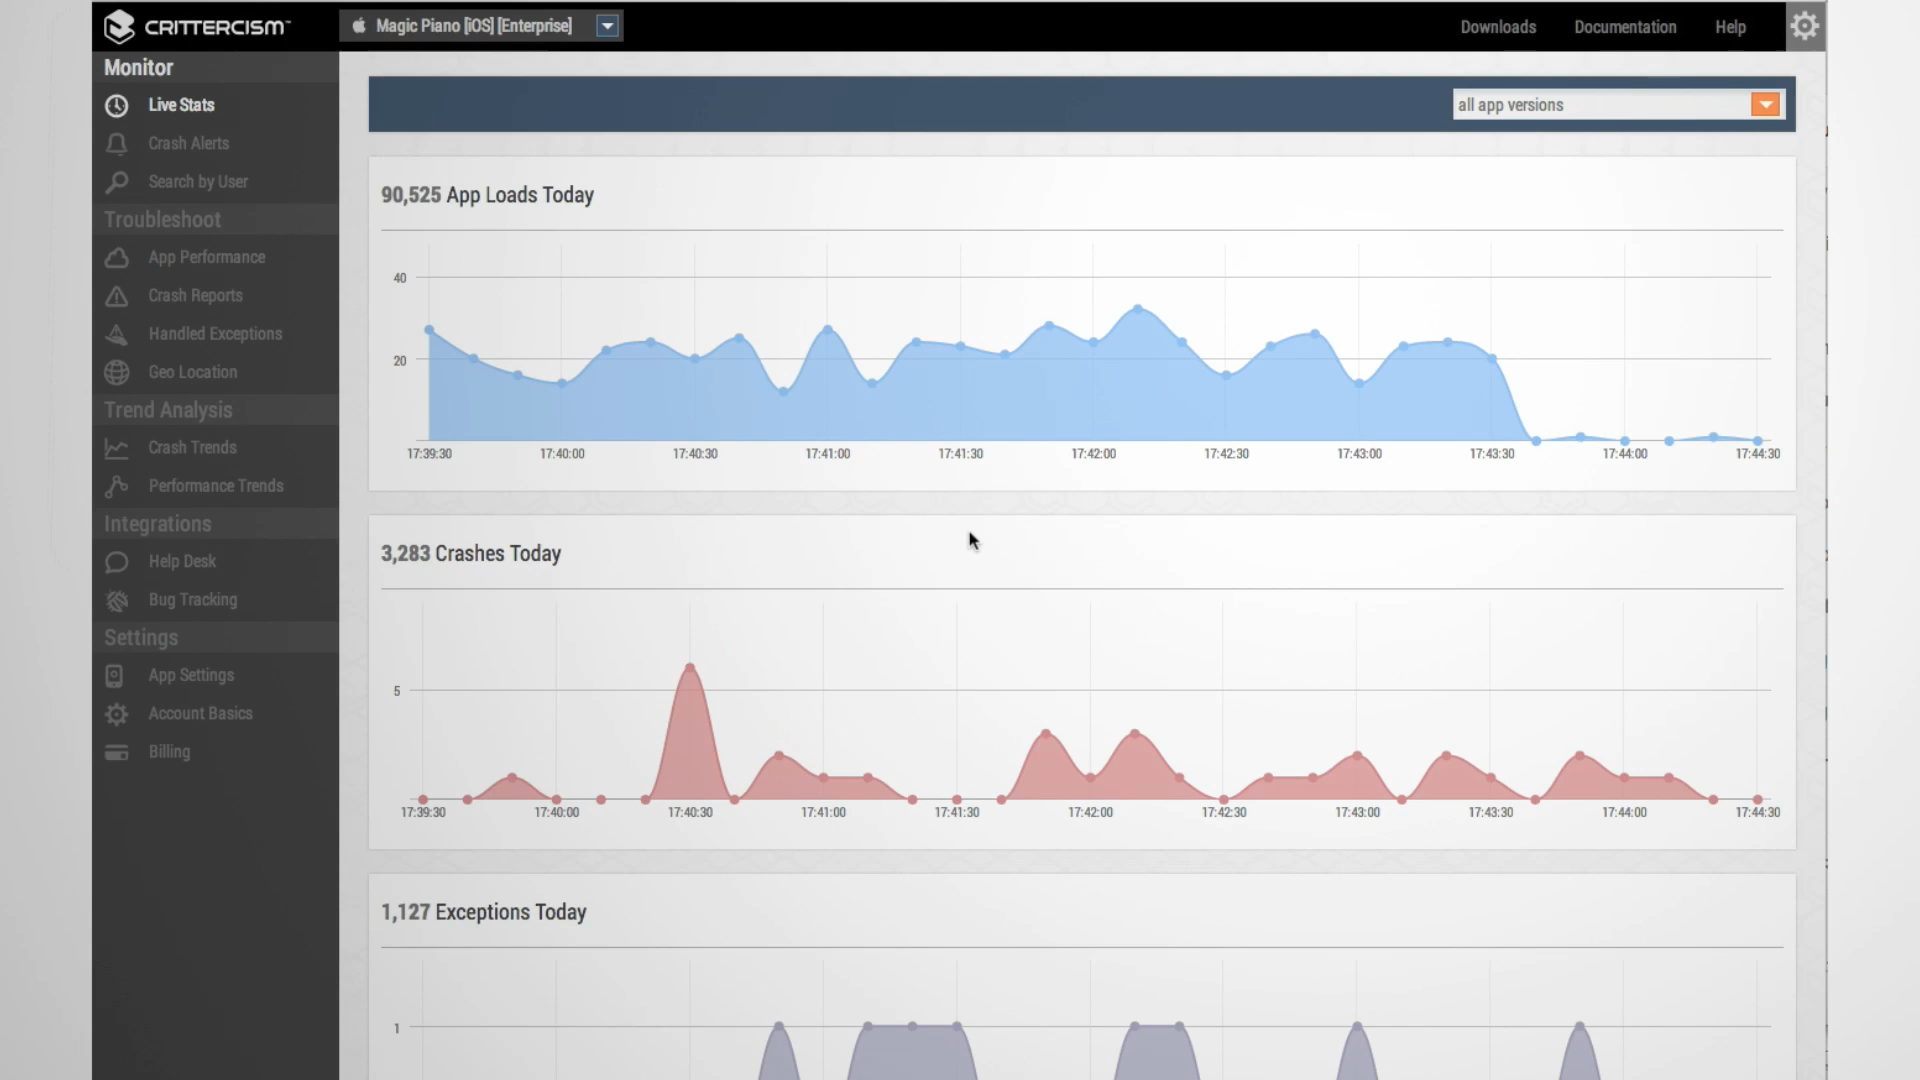 CRITTERCISM™
Magic Piano [iOS] [Enterprise]
Downloads
Documentation
Help
Monitor
Live Stats
Crash Alerts
Search by User
Troubleshoot
App Performance
Crash Reports
Handled Exceptions
Geo Location
Trend Analysis
Crash Trends
Performance Trends
Integrations
Help Desk
Bug Tracking
Settings
App Settings
Account Basics
Billing
all app versions
90,525 App Loads Today
40
20
17:39:30 17:40:00 17:40:30 17:41:00 17:41:30 17:42:00 17:42:30 17:43:00 17:43:30 17:44:00 17:44:30
3,283 Crashes Today
5
17:39:30 17:40:00 17:40:30 17:41:00 17:41:30 17:42:00 17:42:30 17:43:00 17:43:30 17:44:00 17:44:30
1,127 Exceptions Today
1